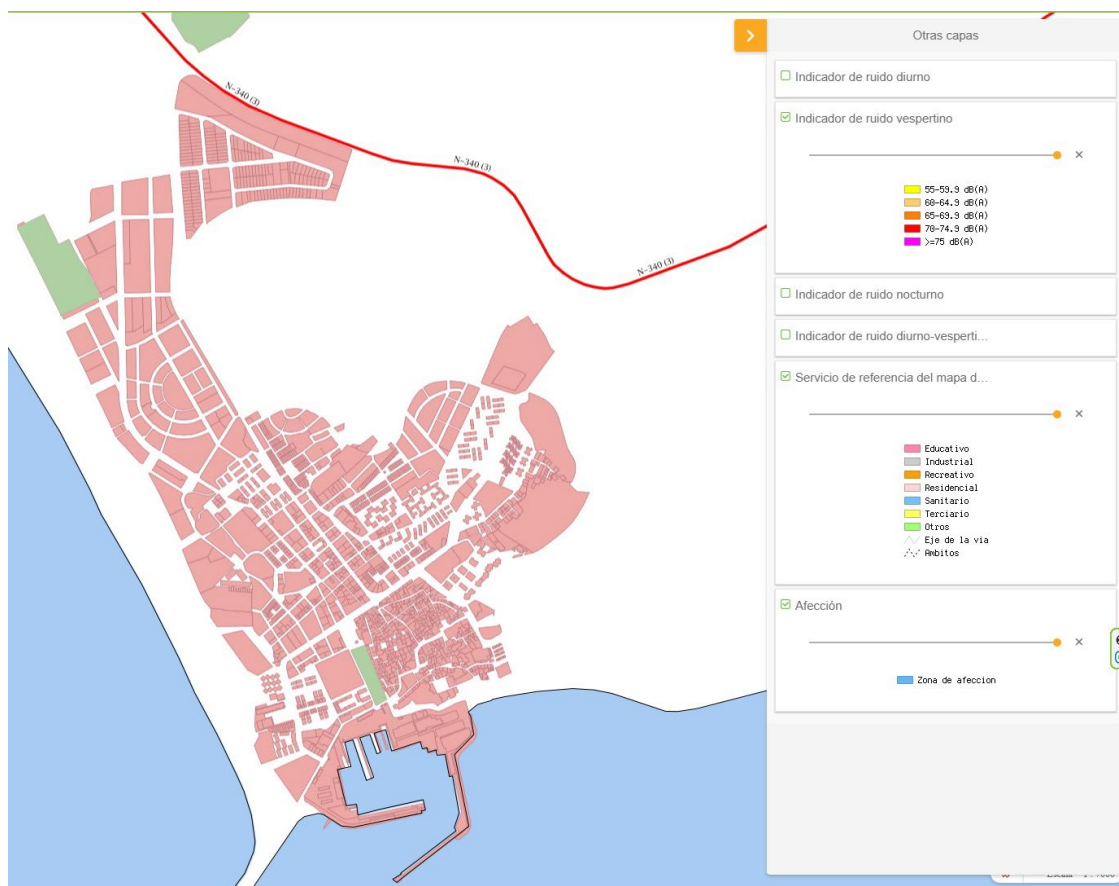 Otras capas
Indicador de ruido diurno
Indicador de ruido vespertino
55-59.9 dB(A)
60-64.9 dB(A)
65-69.9 dB(A)
70-74.9 dB(A)
>=75 dB(A)
Indicador de ruido nocturno
Indicador de ruido diurno-vesperti...
Servicio de referencia del mapa d...
Educativo
Industrial
Recreativo
Residencial
Sanitario
Terciario
Otros
Eje de la via
Ambitos
Afección
Zona de afeccion
N-340 (3)
N-340 (3)
N-340 (3)